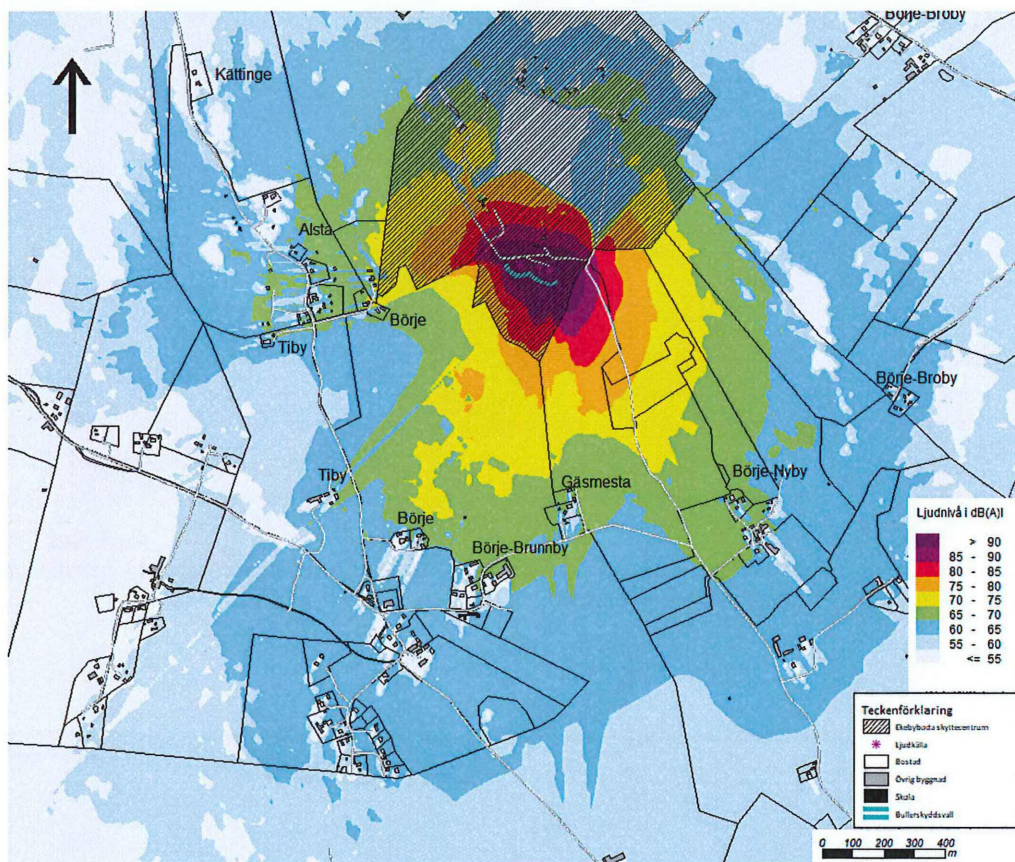 Börje-Broby
Kättinge
Alsta
Börje
Tiby
Börje-Broby
Tiby
Gäsmesta
Börje-Nyby
Börje
Börje-Brunnby
Ljudnivå i dB(A)I
> 90
85 - 90
80 - 85
75 - 80
70 - 75
65 - 70
60 - 65
55 - 60
<= 55
Teckenförklaring
Ekebyboda skyttecentrum
Ljudkälla
Bostad
Övrig byggnad
Skola
Bullerskyddsvall
0 100 200 300 400
m